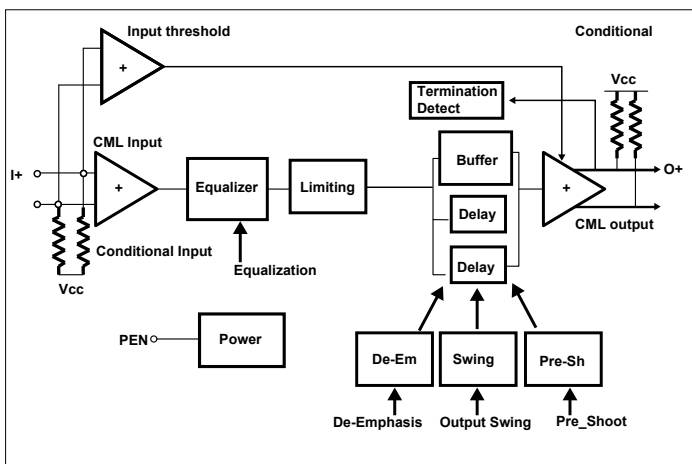 Input threshold
Conditional
+
Vcc
Termination
Detect
CML Input
I+
+
Equalizer
Limiting
Buffer
Delay
Delay
+
O+
CML output
Conditional Input
Vcc
Equalization
PEN
Power
De-Em
Swing
Pre-Sh
De-Emphasis
Output Swing
Pre_Shoot